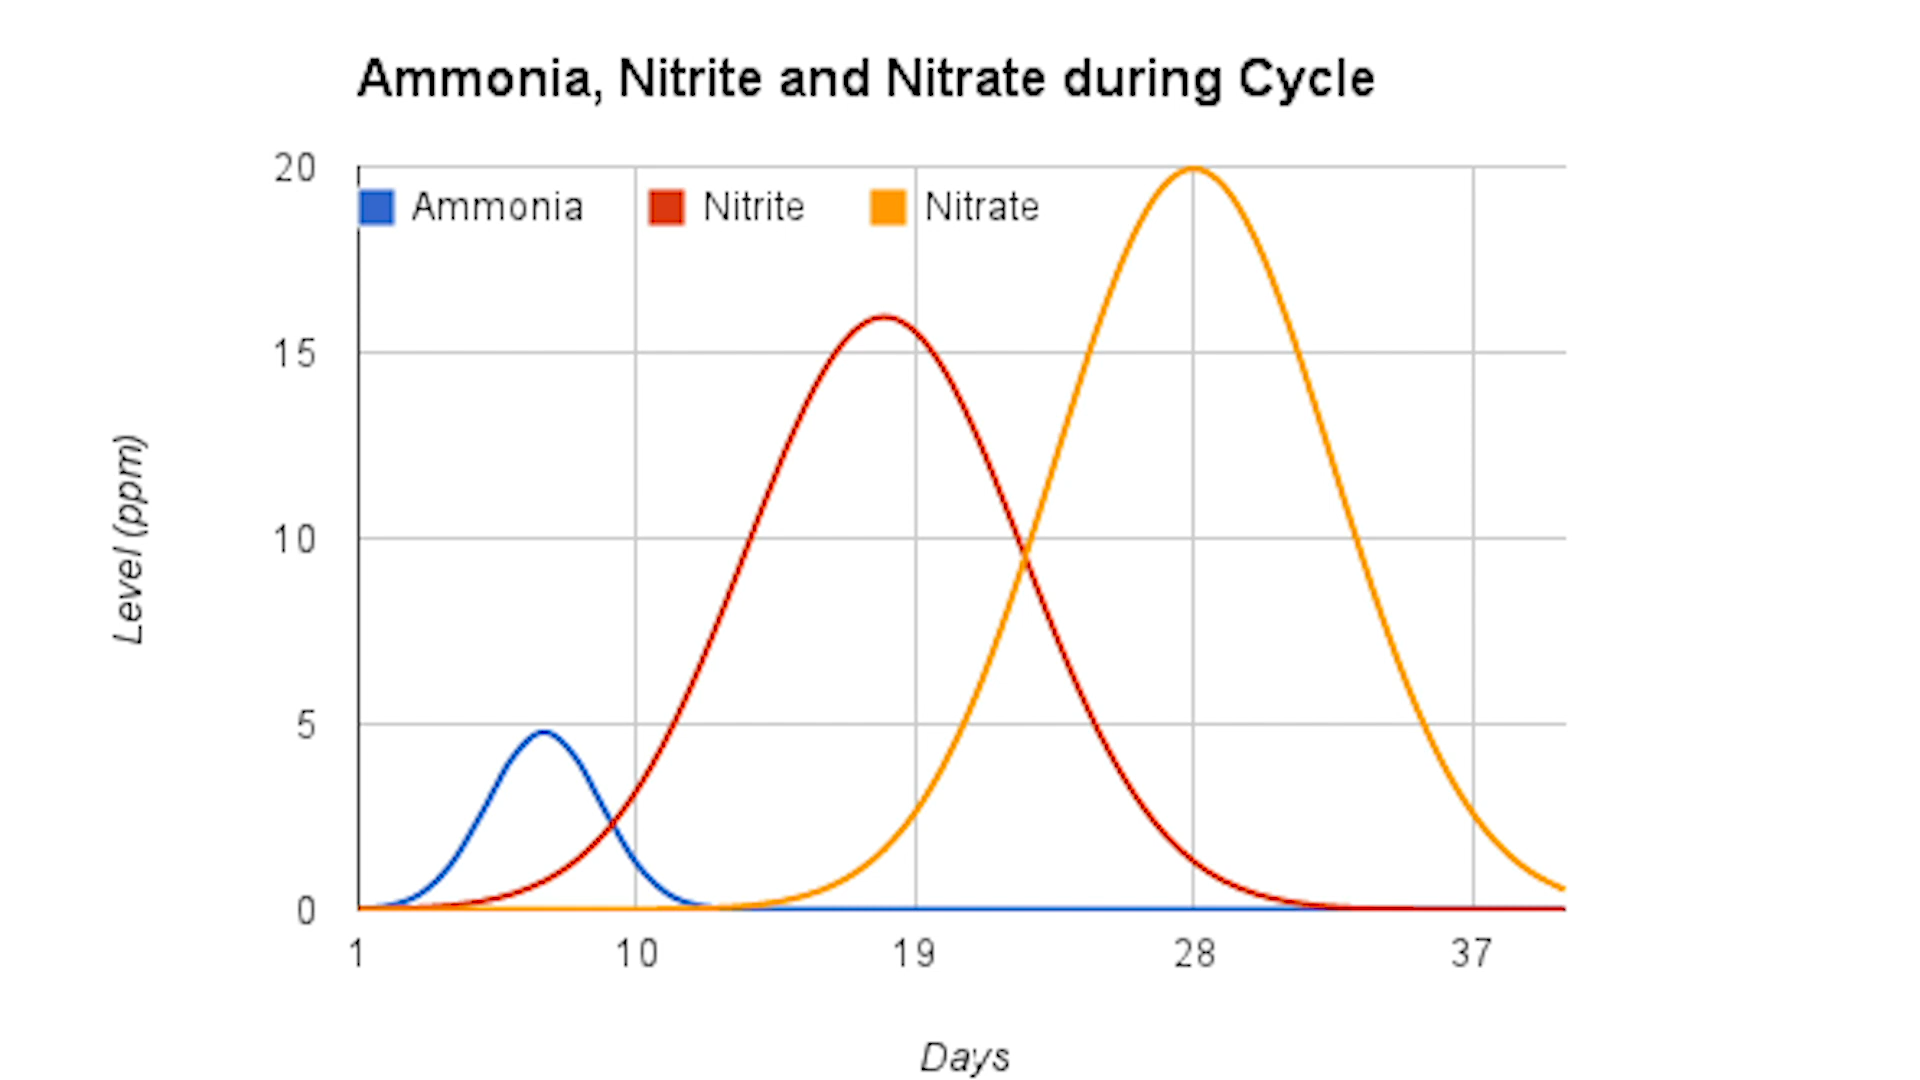 Ammonia, Nitrite and Nitrate during Cycle
20
Ammonia Nitrite Nitrate
15
10
5
0
Level (ppm)
1 10 19 28 37
Days